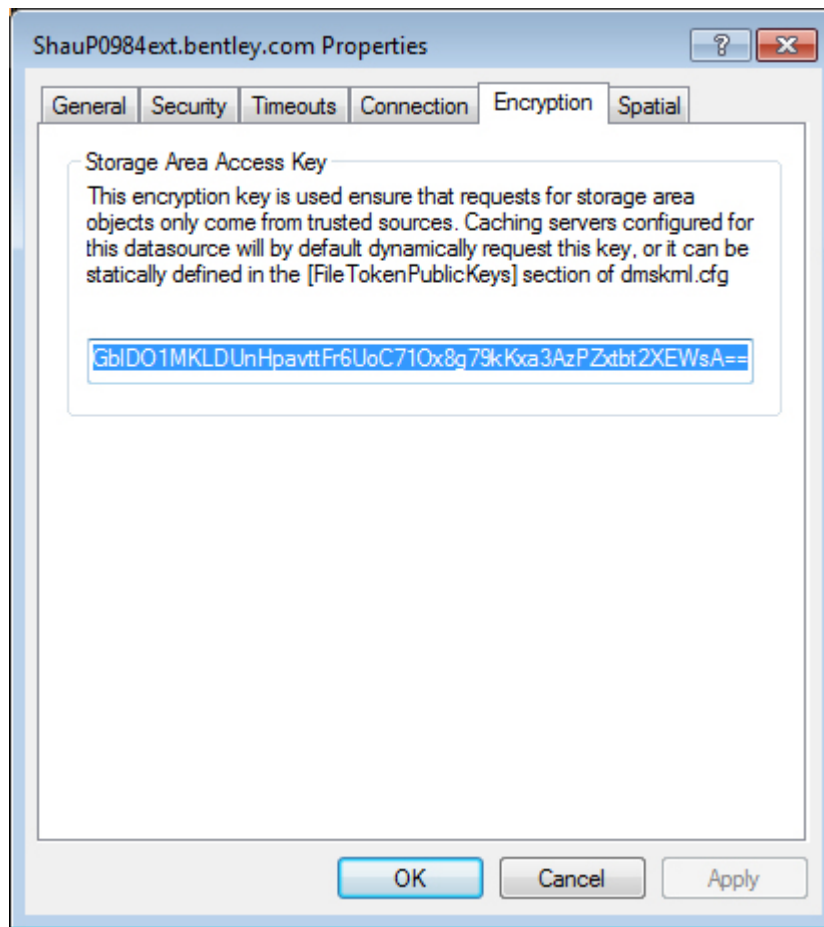 ShauP0984ext.bentley.com Properties
General Security Timeouts Connection Encryption Spatial
Storage Area Access Key
This encryption key is used ensure that requests for storage area
objects only come from trusted sources. Caching servers configured for
this datasource will by default dynamically request this key, or it can be
statically defined in the [FileTokenPublicKeys] section of dmskrnl.cfg
GbIDO1MKLDUnHpavttFr6UoC71Ox8g79kKxa3AzPZxtbt2XEWsA==
OK Cancel Apply